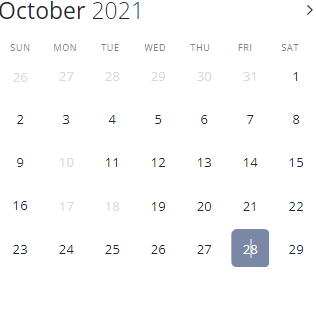 October 2021
SUN MON TUE WED THU FRI SAT
26 27 28 29 30 31 1
2 3 4 5 6 7 8
9 10 11 12 13 14 15
16 17 18 19 20 21 22
23 24 25 26 27 28 29